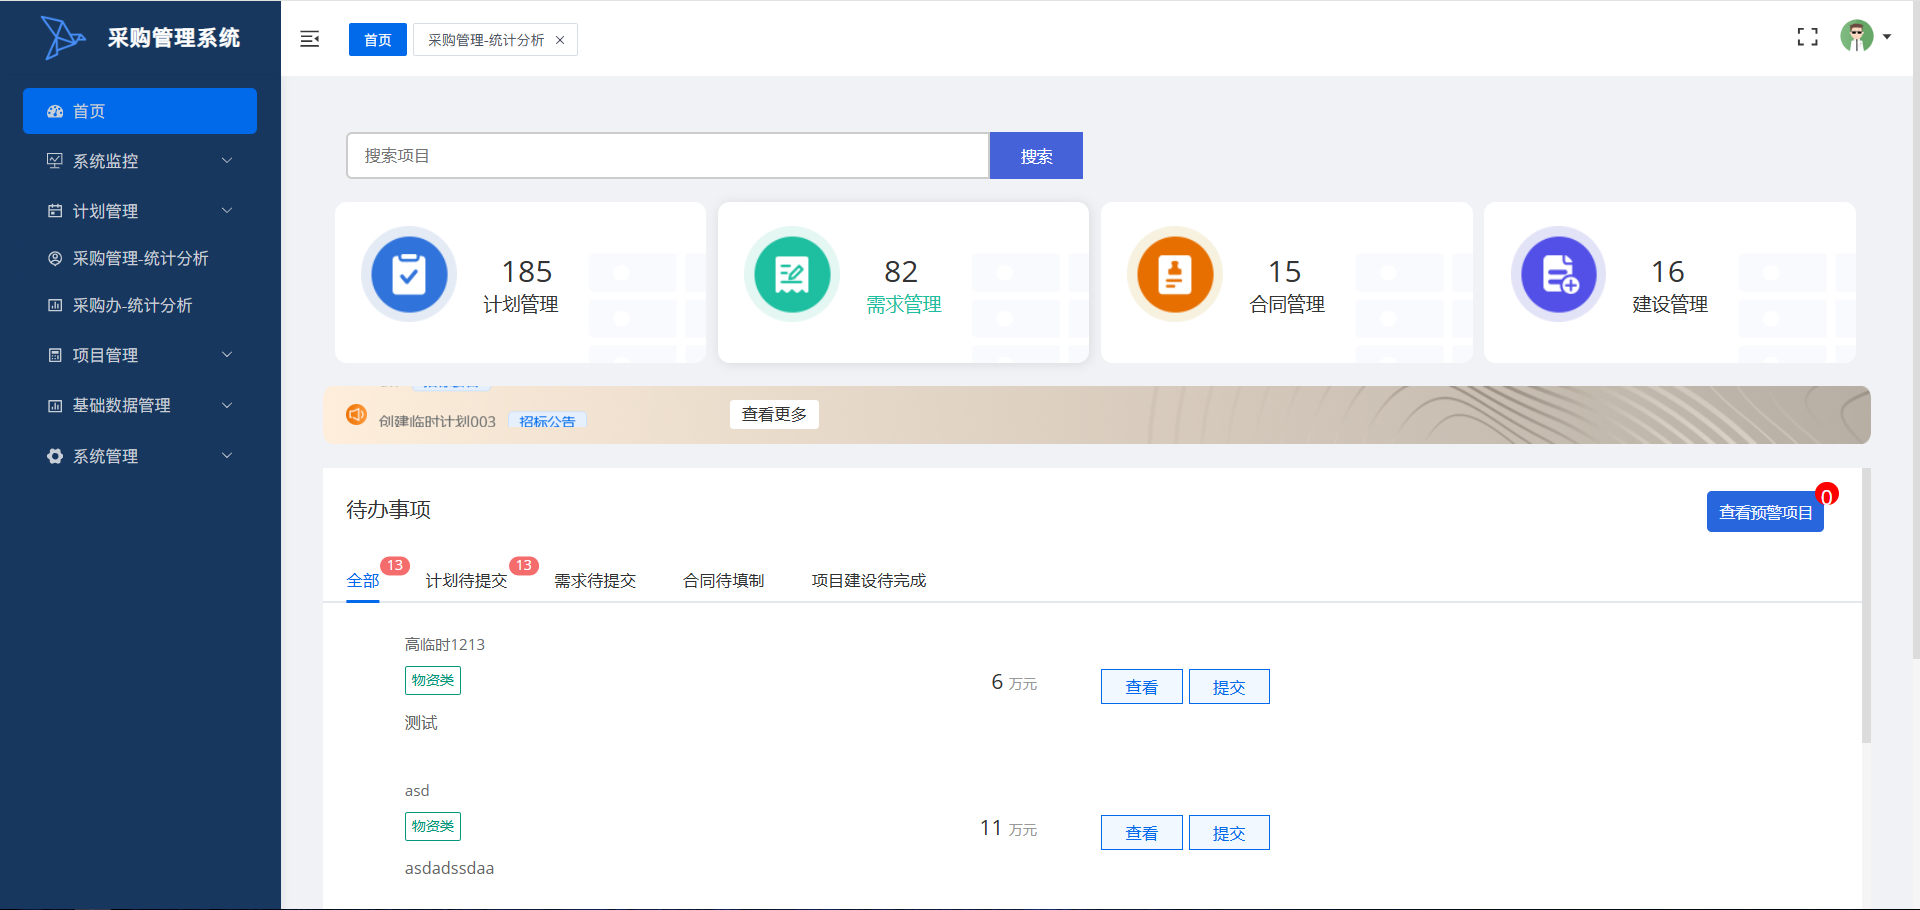 采购管理系统
首页
采购管理-统计分析
首页
系统监控
计划管理
采购管理-统计分析
采购办-统计分析
项目管理
基础数据管理
系统管理
搜索项目
搜索
185
计划管理
82
需求管理
15
合同管理
16
建设管理
创建临时计划003 招标公告
查看更多
待办事项
查看预警项目 0
全部 13 计划待提交 13 需求待提交 合同待填制 项目建设待完成
高临时1213
物资类
测试
6 万元
查看 提交
asd
物资类
asdadssdaa
11 万元
查看 提交